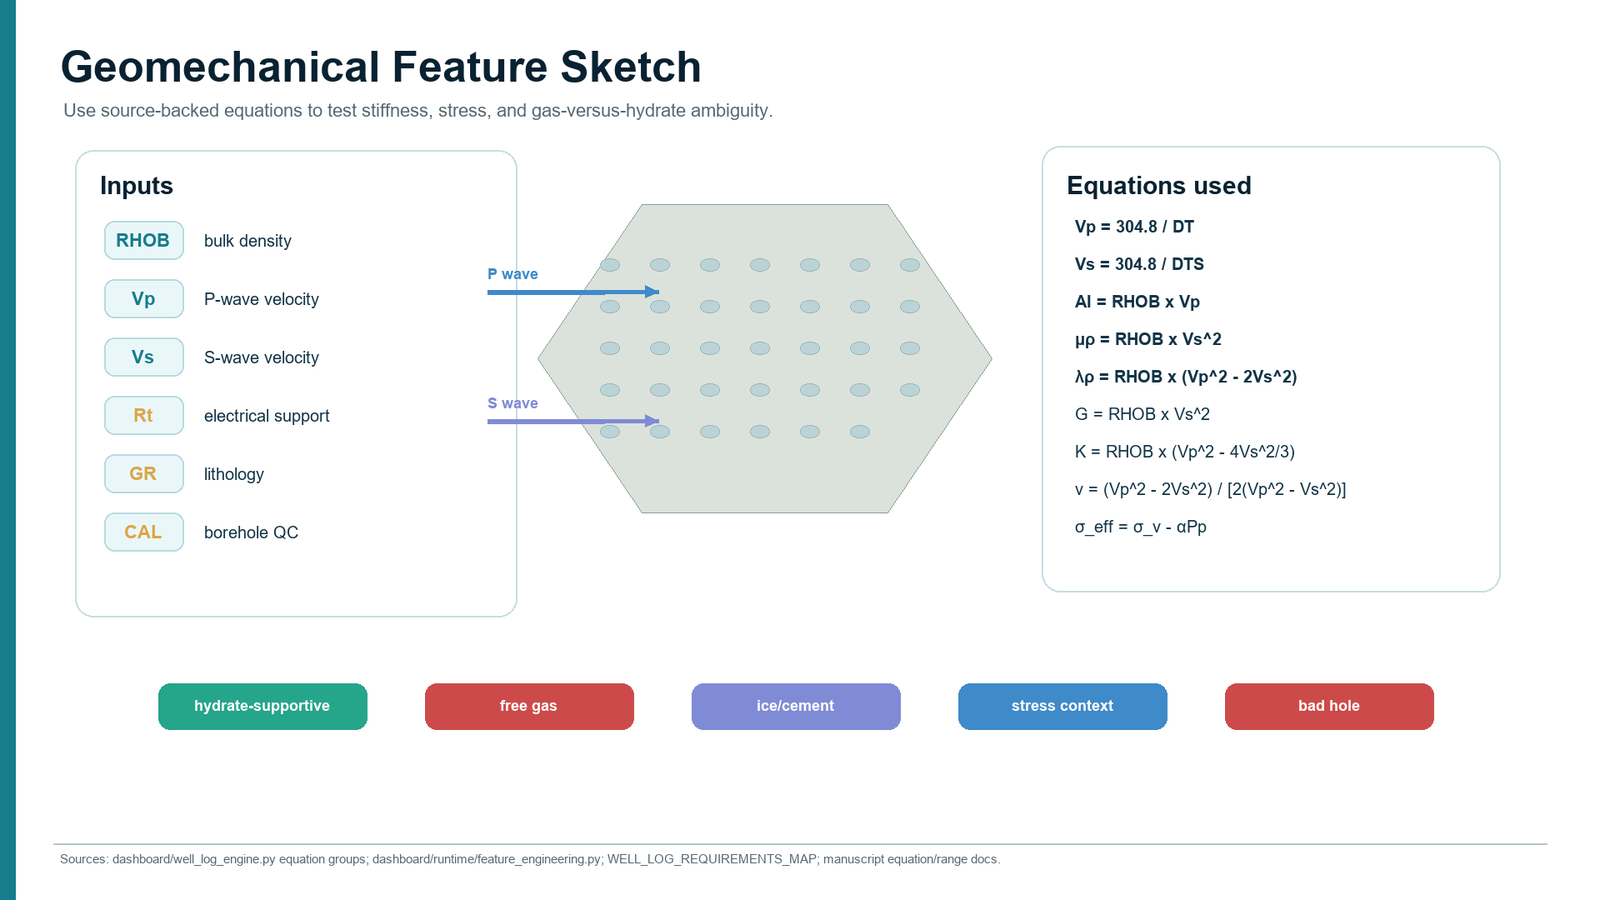 Geomechanical Feature Sketch
Use source-backed equations to test stiffness, stress, and gas-versus-hydrate ambiguity.
Inputs
RHOB bulk density
Vp P-wave velocity
Vs S-wave velocity
Rt electrical support
GR lithology
CAL borehole QC
P wave
S wave
Equations used
Vp = 304.8 / DT
Vs = 304.8 / DTS
AI = RHOB x Vp
μρ = RHOB x Vs^2
λρ = RHOB x (Vp^2 - 2Vs^2)
G = RHOB x Vs^2
K = RHOB x (Vp^2 - 4Vs^2/3)
ν = (Vp^2 - 2Vs^2) / [2(Vp^2 - Vs^2)]
σ_eff = σ_v - αPp
hydrate-supportive
free gas
ice/cement
stress context
bad hole
Sources: dashboard/well_log_engine.py equation groups; dashboard/runtime/feature_engineering.py; WELL_LOG_REQUIREMENTS_MAP; manuscript equation/range docs.